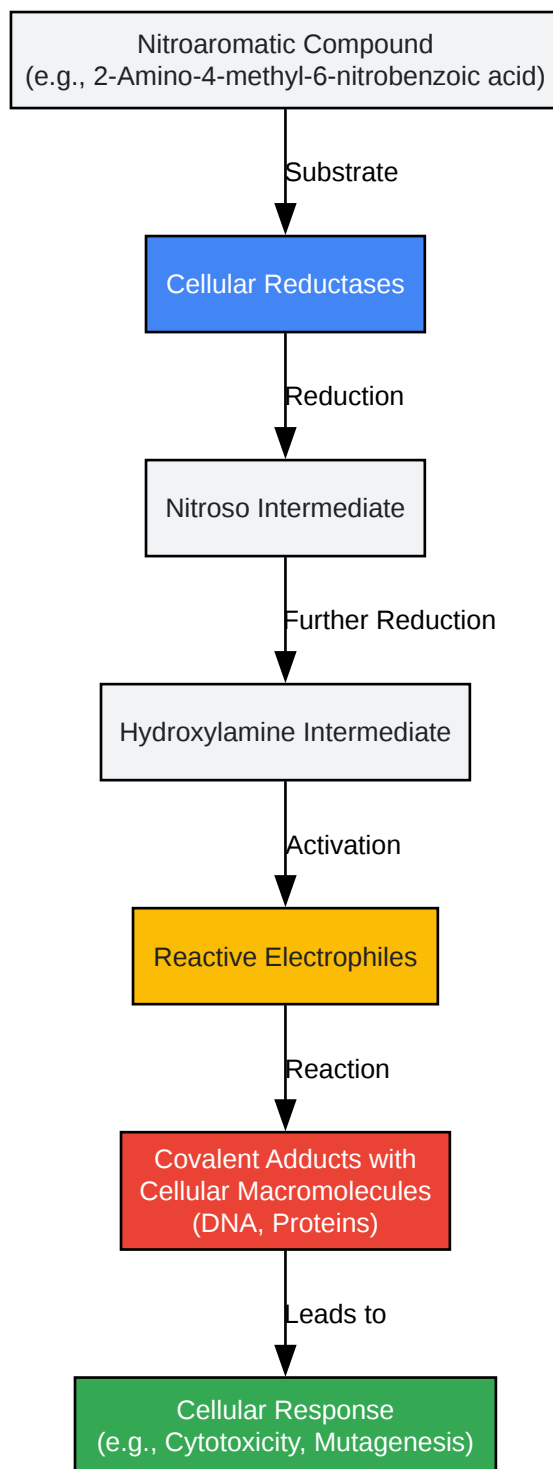 Nitroaromatic Compound
(e.g., 2-Amino-4-methyl-6-nitrobenzoic acid)
Substrate
Cellular Reductases
Reduction
Nitroso Intermediate
Further Reduction
Hydroxylamine Intermediate
Activation
Reactive Electrophiles
Reaction
Covalent Adducts with
Cellular Macromolecules
(DNA, Proteins)
Leads to
Cellular Response
(e.g., Cytotoxicity, Mutagenesis)